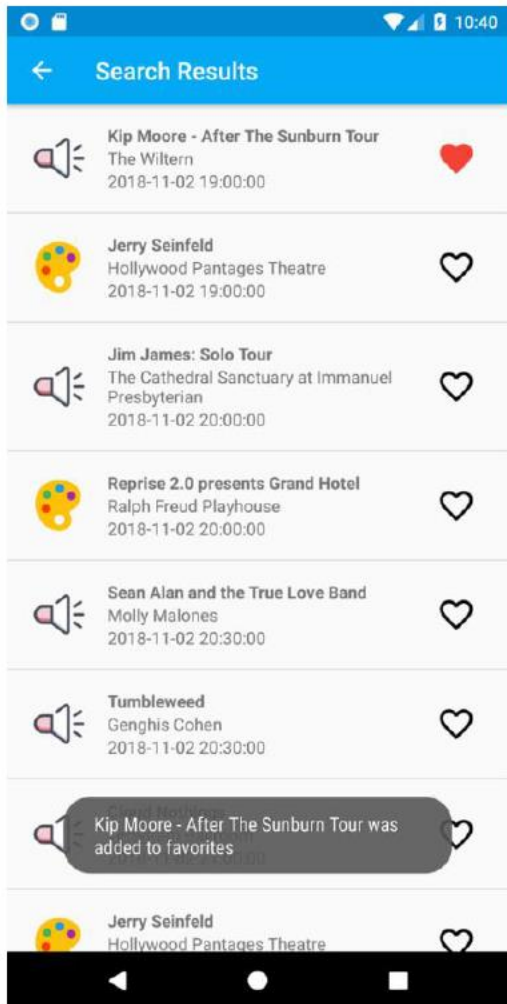 10:40
Search Results
Kip Moore - After The Sunburn Tour
The Wiltern
2018-11-02 19:00:00
Jerry Seinfeld
Hollywood Pantages Theatre
2018-11-02 19:00:00
Jim James: Solo Tour
The Cathedral Sanctuary at Immanuel
Presbyterian
2018-11-02 20:00:00
Reprise 2.0 presents Grand Hotel
Ralph Freud Playhouse
2018-11-02 20:00:00
Sean Alan and the True Love Band
Molly Malones
2018-11-02 20:30:00
Tumbleweed
Genghis Cohen
2018-11-02 20:30:00
Cloud Nothings
Kip Moore - After The Sunburn Tour was
added to favorites
Jerry Seinfeld
Hollywood Pantages Theatre